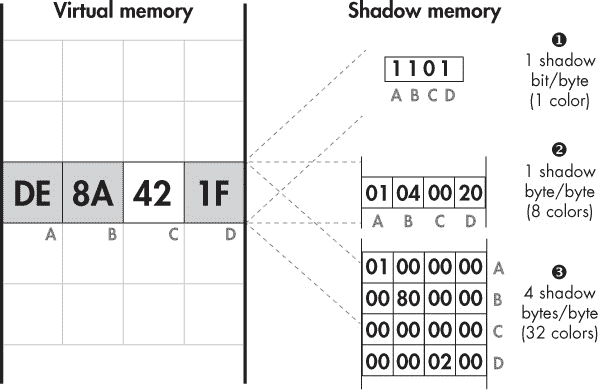 Virtual memory
Shadow memory
DE 8A 42 1F
A B C D
❶
1 shadow
bit/byte
(1 color)
1101
A B C D
❷
1 shadow
byte/byte
(8 colors)
01 04 00 20
A B C D
❸
4 shadow
bytes/byte
(32 colors)
01 00 00 00 A
00 80 00 00 B
00 00 00 00 C
00 00 02 00 D